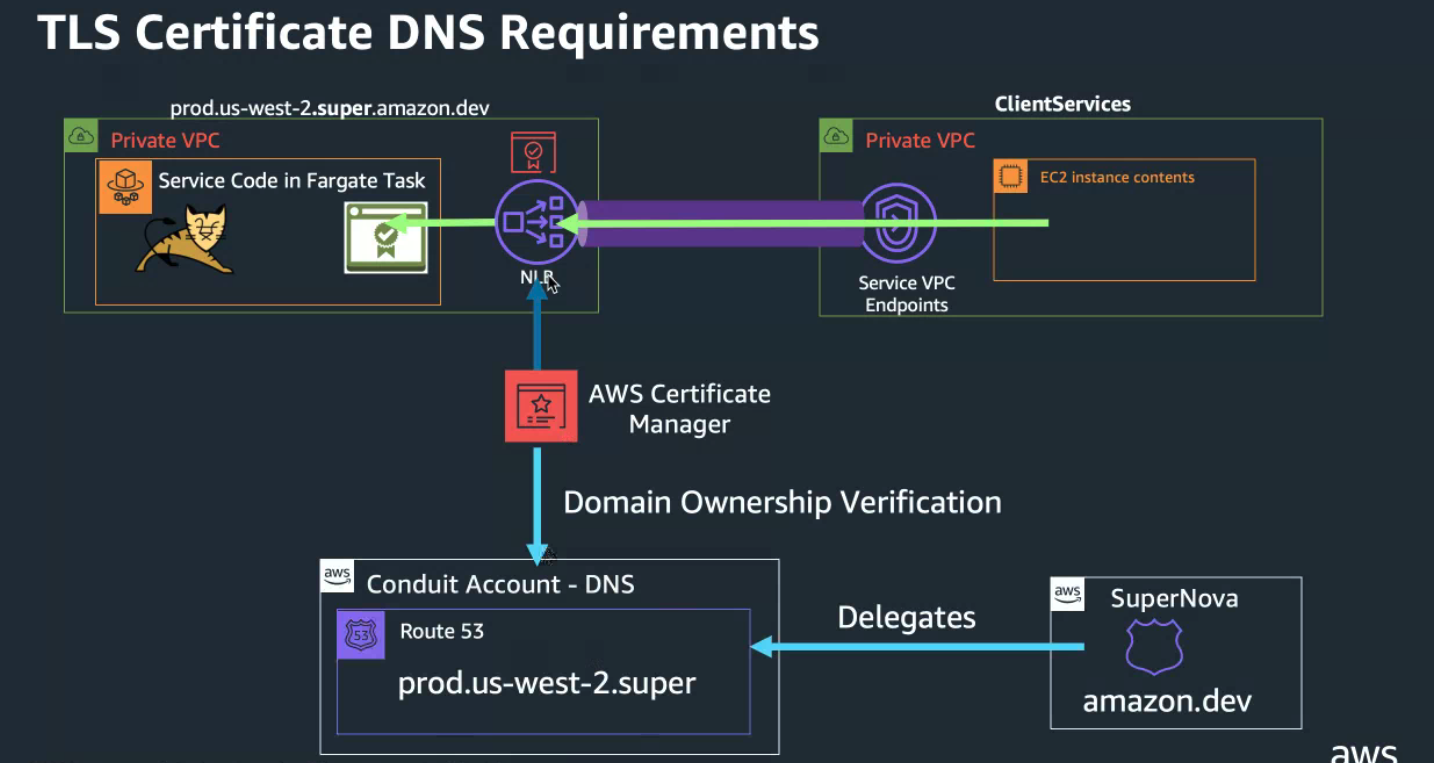 TLS Certificate DNS Requirements
prod.us-west-2.super.amazon.dev
ClientServices
Private VPC
Service Code in Fargate Task
NLB
Private VPC
EC2 instance contents
Service VPC
Endpoints
AWS Certificate
Manager
Domain Ownership Verification
aws
Conduit Account - DNS
53
Route 53
prod.us-west-2.super
Delegates
aws
SuperNova
amazon.dev
aws